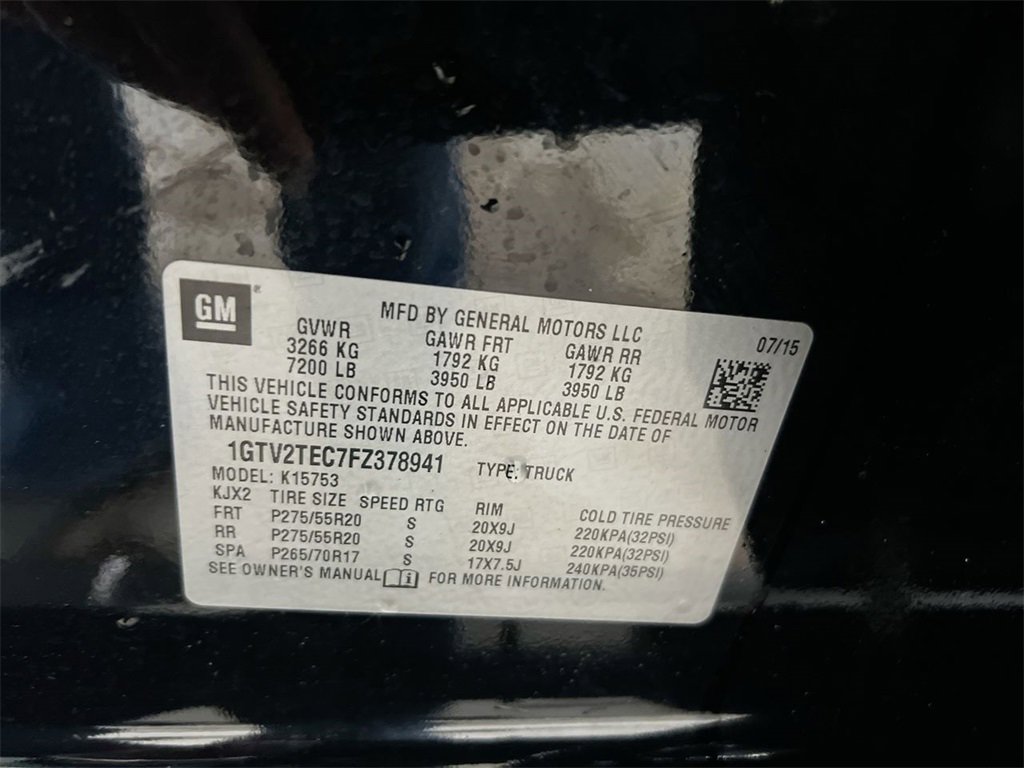 GM®
MFD BY GENERAL MOTORS LLC
07/15
GVWR GAWR FRT GAWR RR
3266 KG 1792 KG 1792 KG
7200 LB 3950 LB 3950 LB
THIS VEHICLE CONFORMS TO ALL APPLICABLE U.S. FEDERAL MOTOR
VEHICLE SAFETY STANDARDS IN EFFECT ON THE DATE OF
MANUFACTURE SHOWN ABOVE.
1GTV2TEC7FZ378941 TYPE: TRUCK
MODEL: K15753
KJX2 TIRE SIZE SPEED RTG RIM COLD TIRE PRESSURE
FRT P275/55R20 S 20X9J 220KPA(32PSI)
RR P275/55R20 S 20X9J 220KPA(32PSI)
SPA P265/70R17 S 17X7.5J 240KPA(35PSI)
SEE OWNER'S MANUAL FOR MORE INFORMATION.